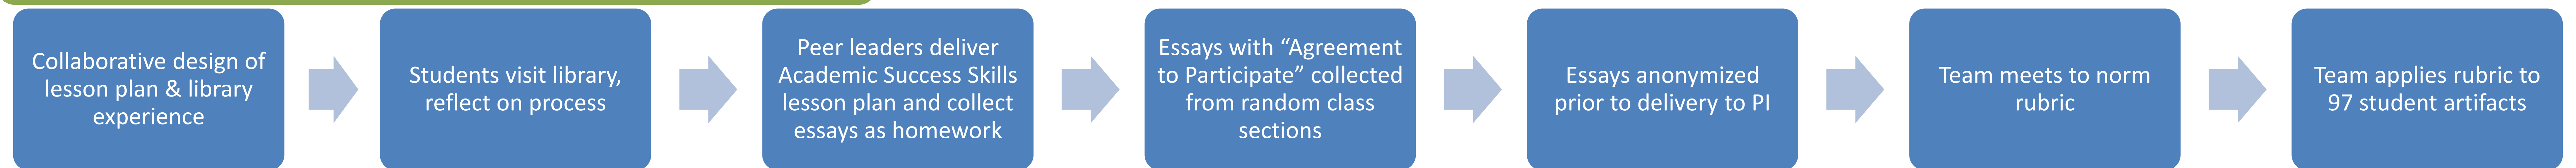 Collaborative design of
lesson plan & library
experience
Students visit library,
reflect on process
Peer leaders deliver
Academic Success Skills
lesson plan and collect
essays as homework
Essays with “Agreement
to Participate” collected
from random class
sections
Essays anonymized
prior to delivery to PI
Team meets to norm
rubric
Team applies rubric to
97 student artifacts